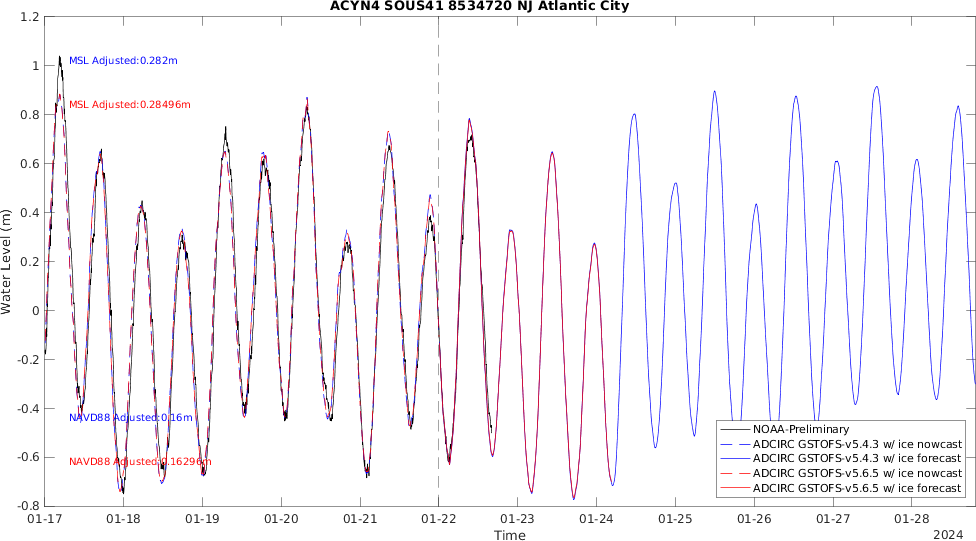 ACYN4 SOUS41 8534720 NJ Atlantic City
1.2
1
0.8
0.6
0.4
0.2
0
-0.2
-0.4
-0.6
-0.8
Water Level (m)
MSL Adjusted:0.282m
MSL Adjusted:0.28496m
NAVD88 Adjusted:0.16m
NAVD88 Adjusted:0.16296m
NOAA-Preliminary
ADCIRC GSTOFS-v5.4.3 w/ ice nowcast
ADCIRC GSTOFS-v5.4.3 w/ ice forecast
ADCIRC GSTOFS-v5.6.5 w/ ice nowcast
ADCIRC GSTOFS-v5.6.5 w/ ice forecast
01-17 01-18 01-19 01-20 01-21 01-22 01-23 01-24 01-25 01-26 01-27 01-28
Time
2024